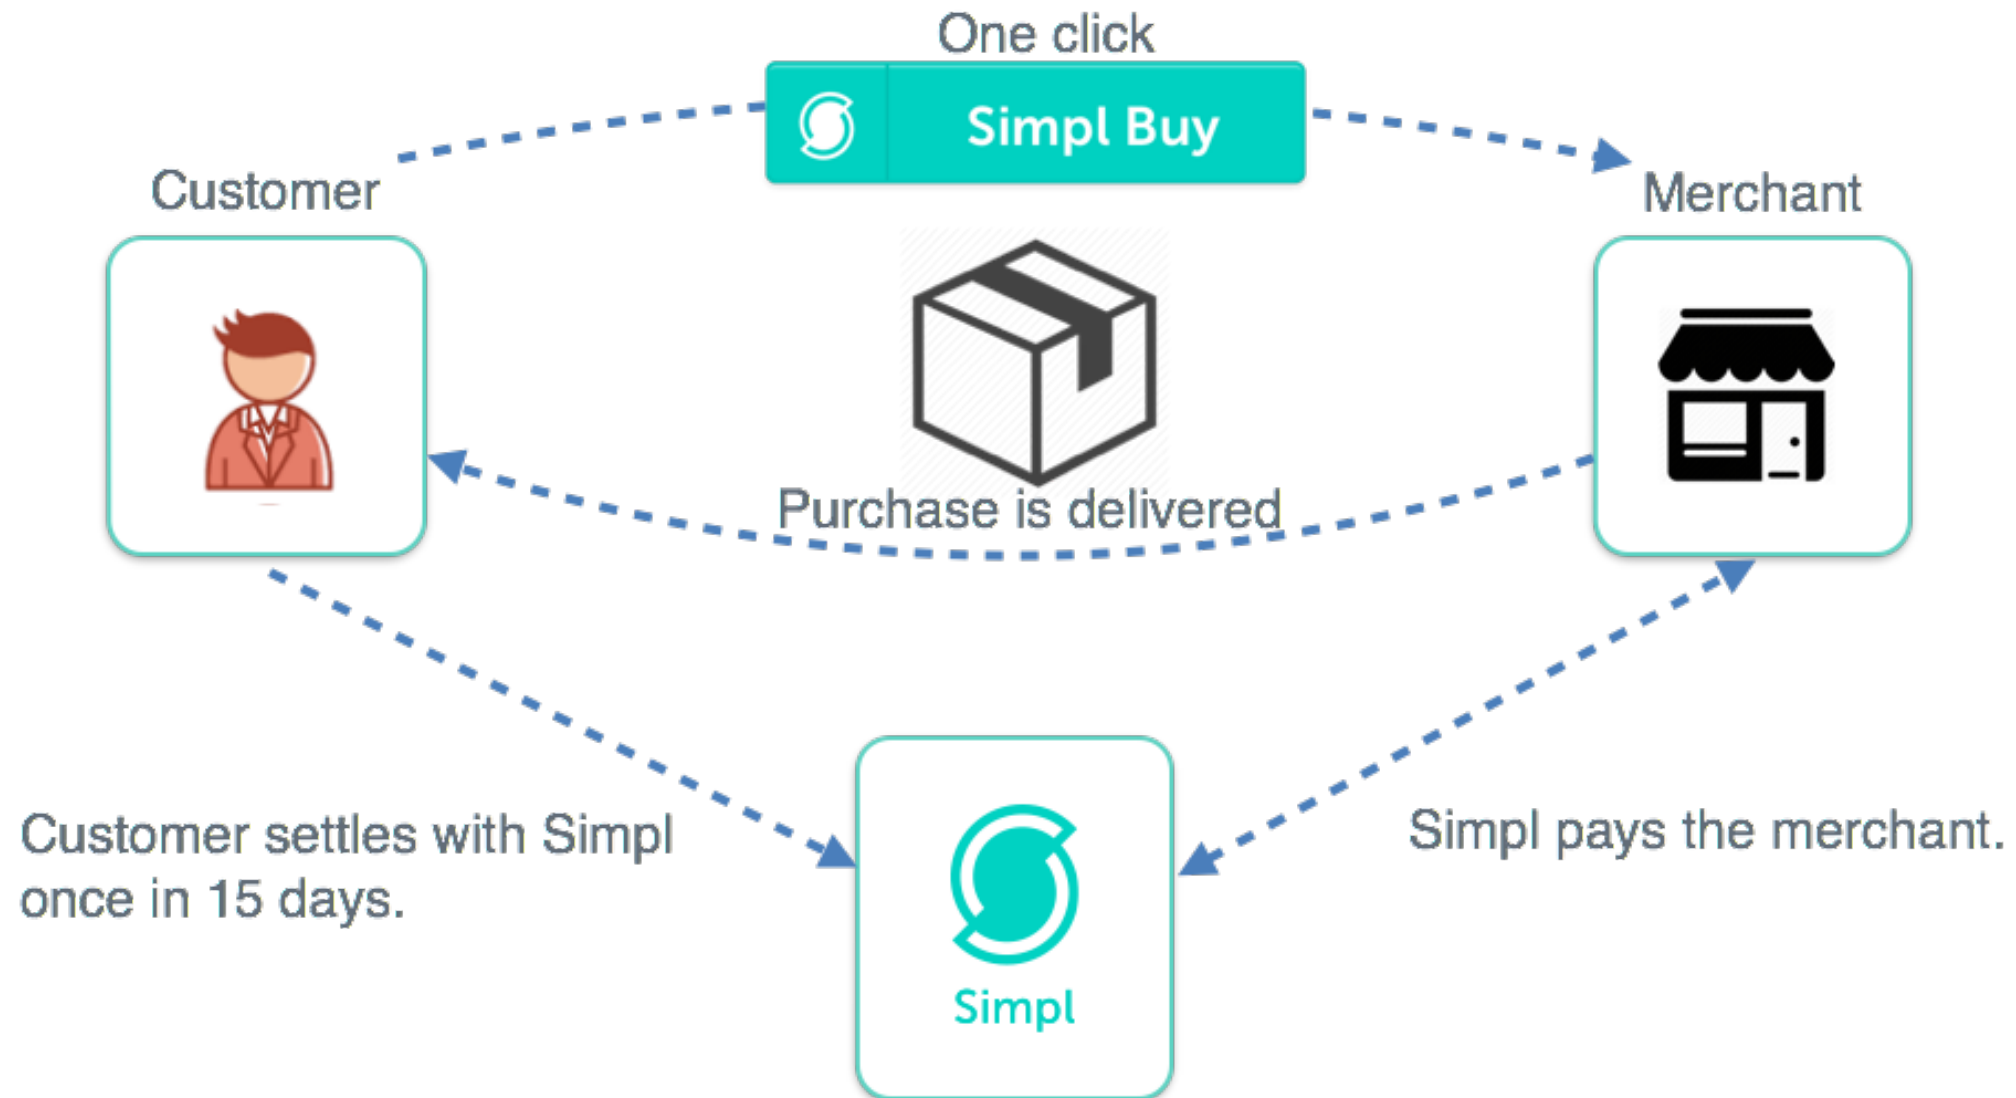 One click
Simpl Buy
Customer
Merchant
Purchase is delivered
Customer settles with Simpl
once in 15 days.
Simpl pays the merchant.
Simpl